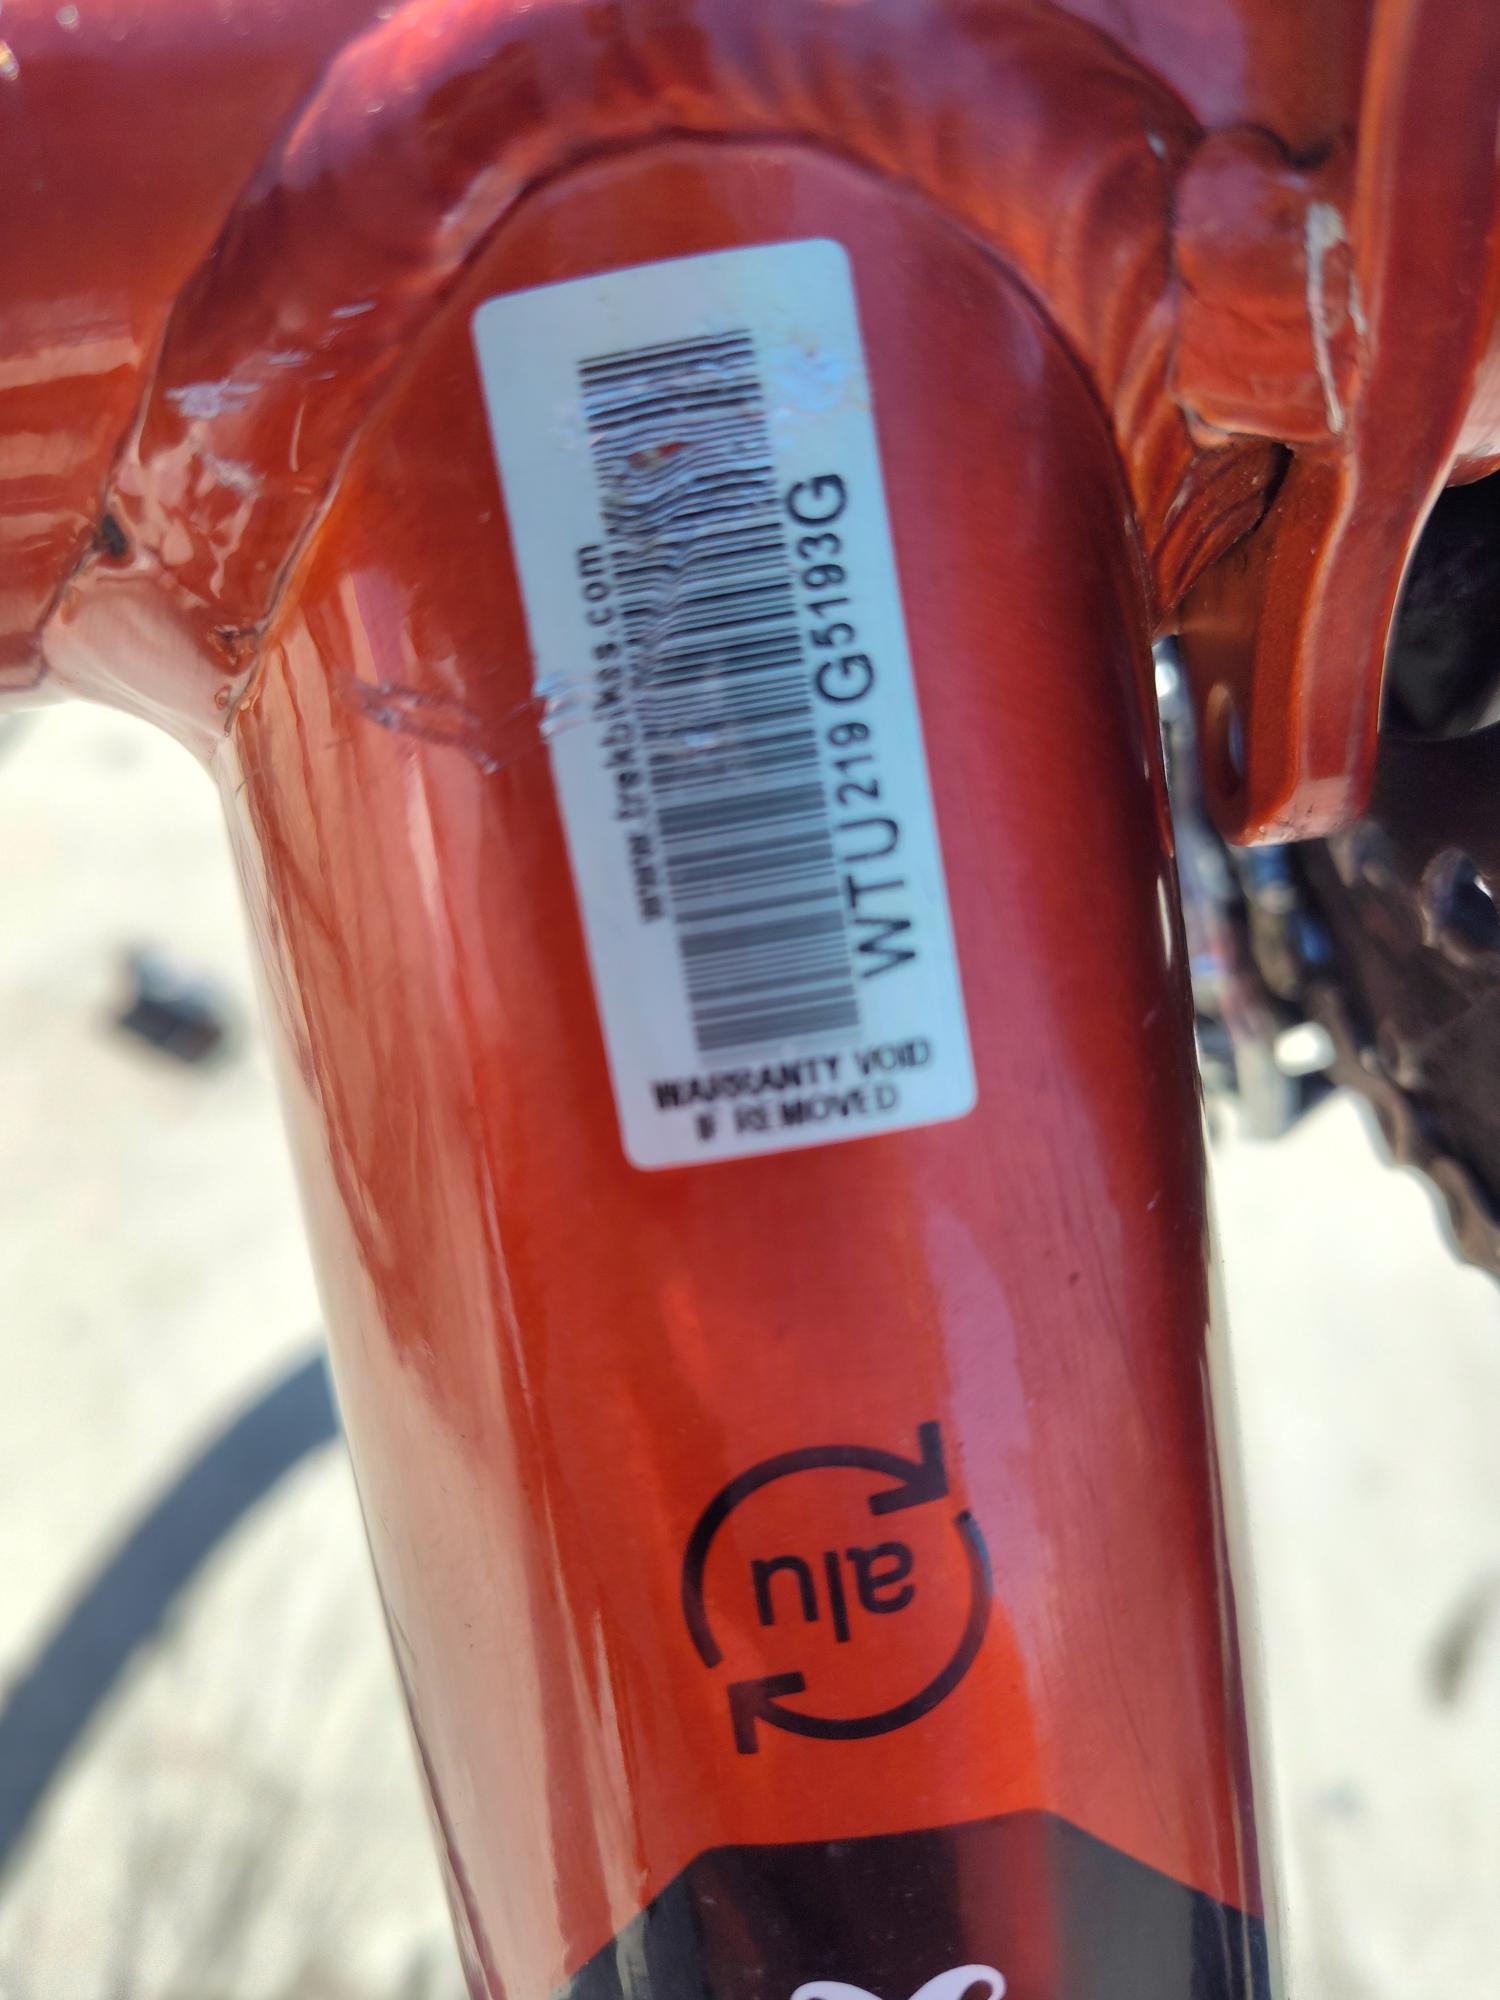 www.trekbikes.com
WTU219G5193G
WARRANTY VOID
IF REMOVED
alu